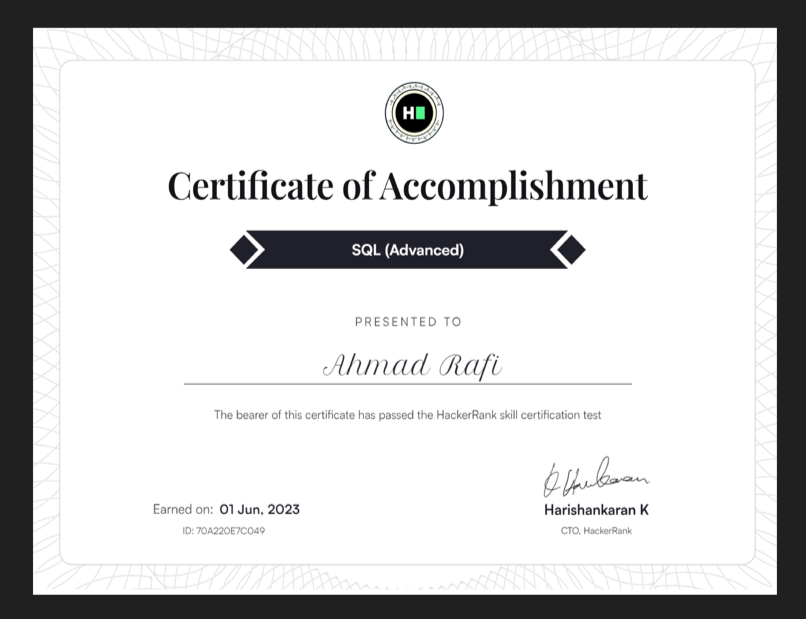 H
Certificate of Accomplishment
SQL (Advanced)
PRESENTED TO
Ahmad Rafi
The bearer of this certificate has passed the HackerRank skill certification test
Earned on: 01 Jun, 2023
ID: 70A220E7C049
Harishankaran K
CTO, HackerRank